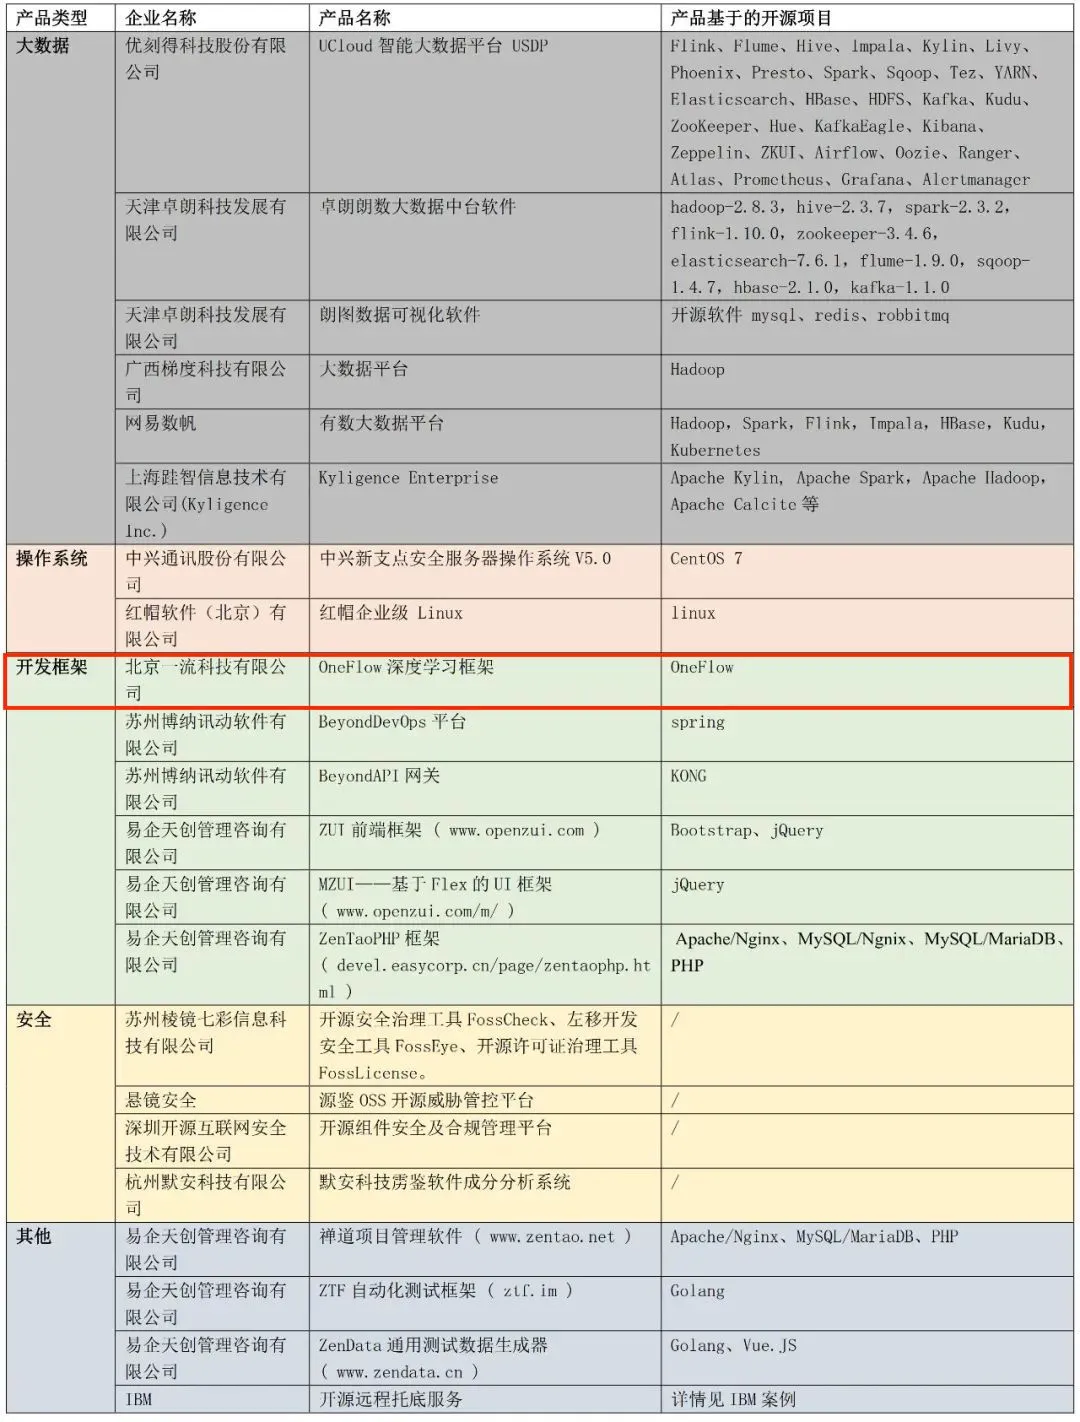 产品类型 企业名称 产品名称 产品基于的开源项目
大数据 优刻得科技股份有限 UCloud 智能大数据平台 USDP Flink、Flume、Hive、Impala、Kylin、Livy、
公司 Phoenix、Presto、Spark、Sqoop、Tez、YARN、
Elasticsearch、HBase、HDFS、Kafka、Kudu、
ZooKeeper、Hue、KafkaEagle、Kibana、
Zeppelin、ZKUI、Airflow、Oozie、Ranger、
Atlas、Prometheus、Grafana、Alertmanager
天津卓朗科技发展有 卓朗朗数大数据中台软件 hadoop-2.8.3，hive-2.3.7，spark-2.3.2，
限公司 flink-1.10.0，zookeeper-3.4.6，
elasticsearch-7.6.1，flume-1.9.0，sqoop-
1.4.7，hbase-2.1.0，kafka-1.1.0
天津卓朗科技发展有 朗图数据可视化软件 开源软件 mysql、redis、robbitmq
限公司
广西梯度科技有限公 大数据平台 Hadoop
司
网易数帆 有数大数据平台 Hadoop，Spark，Flink，Impala，HBase，Kudu，
Kubernetes
上海跬智信息技术有 Kyligence Enterprise Apache Kylin, Apache Spark，Apache Hadoop，
限公司(Kyligence Apache Calcite 等
Inc.)
操作系统 中兴通讯股份有限公 中兴新支点安全服务器操作系统 V5.0 CentOS 7
司
红帽软件（北京）有 红帽企业级 Linux linux
限公司
开发框架 北京一流科技有限公 OneFlow 深度学习框架 OneFlow
司
苏州博纳讯动软件有 BeyondDevOps 平台 spring
限公司
苏州博纳讯动软件有 BeyondAPI 网关 KONG
限公司
易企天创管理咨询有 ZUI 前端框架 ( www.openzui.com ) Bootstrap、jQuery
限公司
易企天创管理咨询有 MZUI——基于 Flex 的 UI 框架 jQuery
限公司 ( www.openzui.com/m/ )
易企天创管理咨询有 ZenTaoPHP 框架 Apache/Nginx、MySQL/Ngnix、MySQL/MariaDB、
限公司 ( devel.easycorp.cn/page/zentaophp.ht PHP
ml )
安全 苏州棱镜七彩信息科 开源安全治理工具 FossCheck、左移开发 /
技有限公司 安全工具 FossEye、开源许可证治理工具
FossLicense。
悬镜安全 源鉴 OSS 开源威胁管控平台 /
深圳开源互联网安全 开源组件安全及合规管理平台 /
技术有限公司
杭州默安科技有限公 默安科技雳鉴软件成分分析系统 /
司
其他 易企天创管理咨询有 禅道项目管理软件 ( www.zentao.net ) Apache/Nginx、MySQL/MariaDB、PHP
限公司
易企天创管理咨询有 ZTF 自动化测试框架 ( ztf.im ) Golang
限公司
易企天创管理咨询有 ZenData 通用测试数据生成器 Golang、Vue.JS
限公司 ( www.zendata.cn )
IBM 开源远程托底服务 详情见 IBM 案例